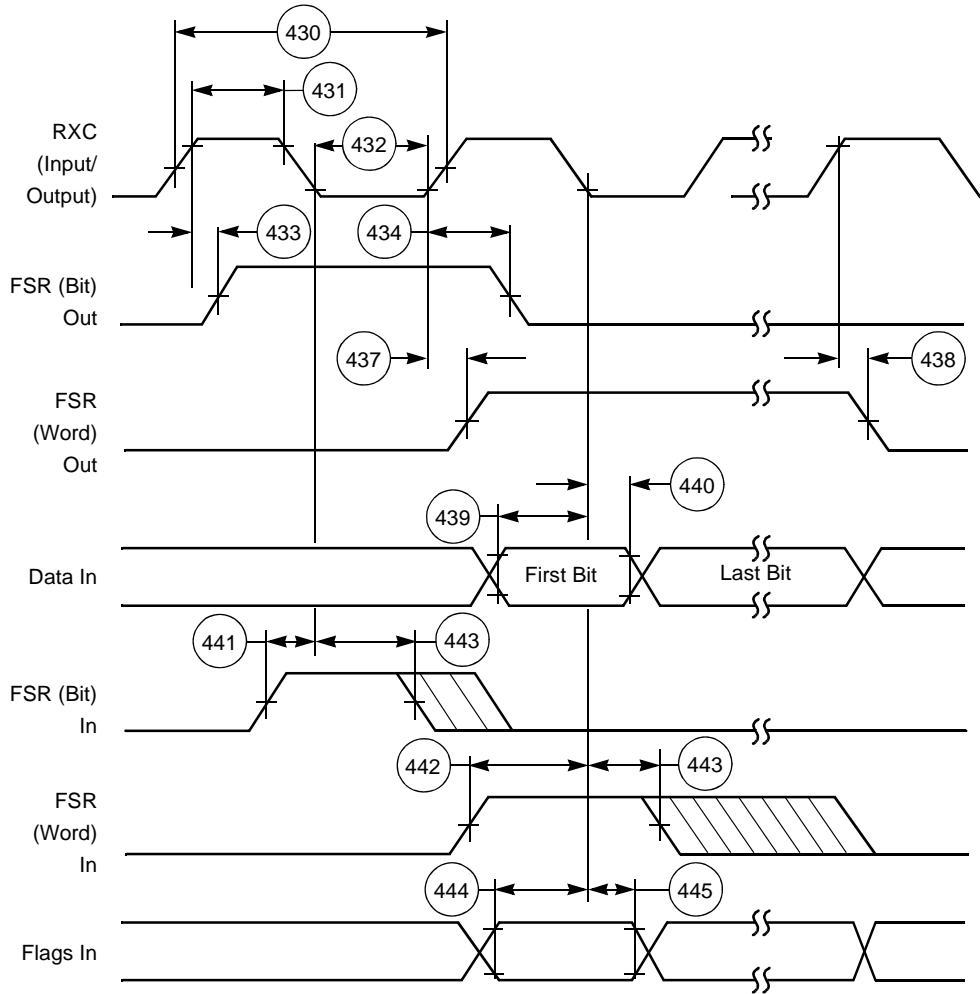 430
431
RXC
(Input/
Output)
432
433
434
FSR (Bit)
Out
437
438
FSR
(Word)
Out
439
440
Data In
First Bit
Last Bit
441
443
FSR (Bit)
In
442
443
FSR
(Word)
In
444
445
Flags In